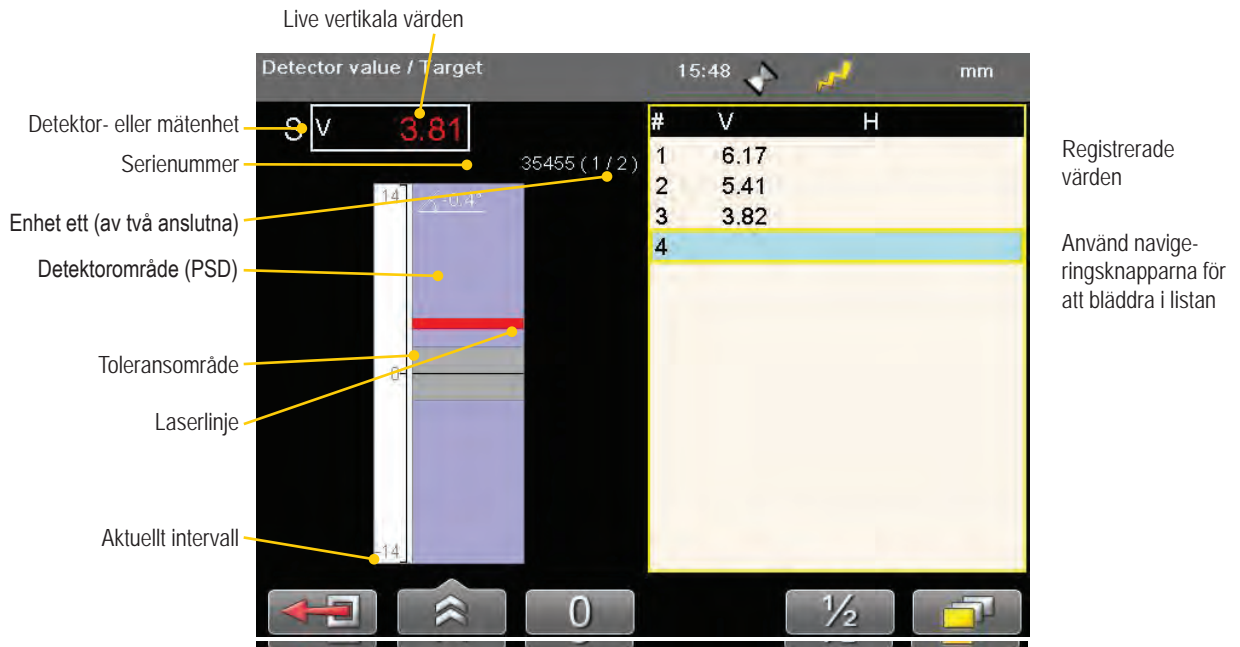 Live vertikala värden
Detector value / Target 15:48 mm
Detektor- eller mätenhet
S V 3.81
# V H
Serienummer
35455 ( 1 / 2 )
1 6.17
2 5.41
3 3.82
4
Registrerade
värden
Enhet ett (av två anslutna)
14
-0.4°
Använd navige-
ringsknapparna för
att bläddra i listan
Detektorområde (PSD)
Toleransområde
0
Laserlinje
Aktuellt intervall
-14
0
½